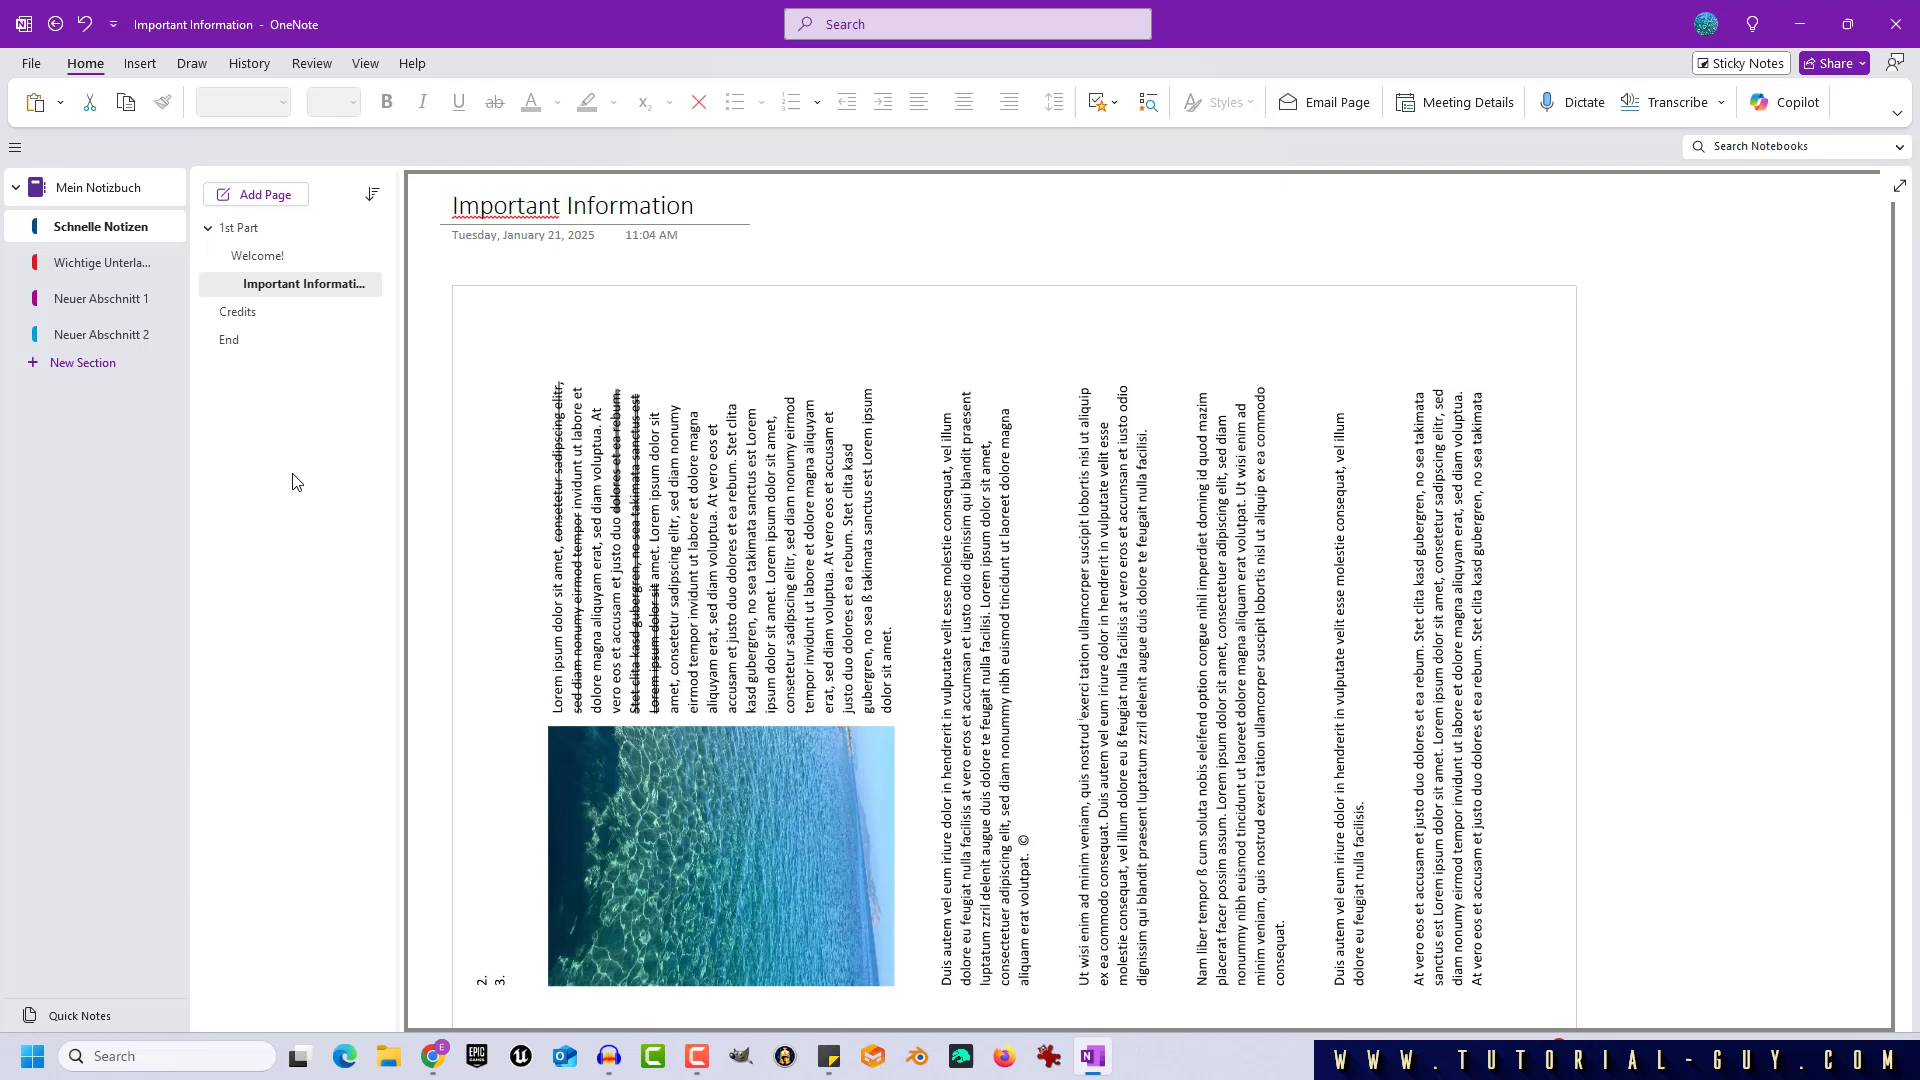 Important Information - OneNote
Search
File Home Insert Draw History Review View Help
Sticky Notes Share
B I U ab A x₂ Styles Email Page Meeting Details Dictate Transcribe Copilot
Search Notebooks
Mein Notizbuch
Schnelle Notizen
Wichtige Unterla...
Neuer Abschnitt 1
Neuer Abschnitt 2
New Section
Quick Notes
Add Page
1st Part
Welcome!
Important Informati...
Credits
End
Important Information
Tuesday, January 21, 2025 11:04 AM
2.
3.
Lorem ipsum dolor sit amet, consetetur sadipscing elitr,
sed diam nonumy eirmod tempor invidunt ut labore et
dolore magna aliquyam erat, sed diam voluptua. At
vero eos et accusam et justo duo dolores et ea rebum.
Stet clita kasd gubergren, no sea takimata sanctus est
Lorem ipsum dolor sit amet. Lorem ipsum dolor sit
amet, consetetur sadipscing elitr, sed diam nonumy
eirmod tempor invidunt ut labore et dolore magna
aliquyam erat, sed diam voluptua. At vero eos et
accusam et justo duo dolores et ea rebum. Stet clita
kasd gubergren, no sea takimata sanctus est Lorem
ipsum dolor sit amet. Lorem ipsum dolor sit amet,
consetetur sadipscing elitr, sed diam nonumy eirmod
tempor invidunt ut labore et dolore magna aliquyam
erat, sed diam voluptua. At vero eos et accusam et
justo duo dolores et ea rebum. Stet clita kasd
gubergren, no sea ß takimata sanctus est Lorem ipsum
dolor sit amet.
Duis autem vel eum iriure dolor in hendrerit in vulputate velit esse molestie consequat, vel illum
dolore eu feugiat nulla facilisis at vero eros et accumsan et iusto odio dignissim qui blandit praesent
luptatum zzril delenit augue duis dolore te feugait nulla facilisi. Lorem ipsum dolor sit amet,
consectetuer adipiscing elit, sed diam nonummy nibh euismod tincidunt ut laoreet dolore magna
aliquam erat volutpat. ©
Ut wisi enim ad minim veniam, quis nostrud exerci tation ullamcorper suscipit lobortis nisl ut aliquip
ex ea commodo consequat. Duis autem vel eum iriure dolor in hendrerit in vulputate velit esse
molestie consequat, vel illum dolore eu ß feugiat nulla facilisis at vero eros et accumsan et iusto odio
dignissim qui blandit praesent luptatum zzril delenit augue duis dolore te feugait nulla facilisi.
Nam liber tempor ß cum soluta nobis eleifend option congue nihil imperdiet doming id quod mazim
placerat facer possim assum. Lorem ipsum dolor sit amet, consectetuer adipiscing elit, sed diam
nonummy nibh euismod tincidunt ut laoreet dolore magna aliquam erat volutpat. Ut wisi enim ad
minim veniam, quis nostrud exerci tation ullamcorper suscipit lobortis nisl ut aliquip ex ea commodo
consequat.
Duis autem vel eum iriure dolor in hendrerit in vulputate velit esse molestie consequat, vel illum
dolore eu feugiat nulla facilisis.
At vero eos et accusam et justo duo dolores et ea rebum. Stet clita kasd gubergren, no sea takimata
sanctus est Lorem ipsum dolor sit amet. Lorem ipsum dolor sit amet, consetetur sadipscing elitr, sed
diam nonumy eirmod tempor invidunt ut labore et dolore magna aliquyam erat, sed diam voluptua.
At vero eos et accusam et justo duo dolores et ea rebum. Stet clita kasd gubergren, no sea takimata
Search
WWW.TUTORIAL-GUY.COM